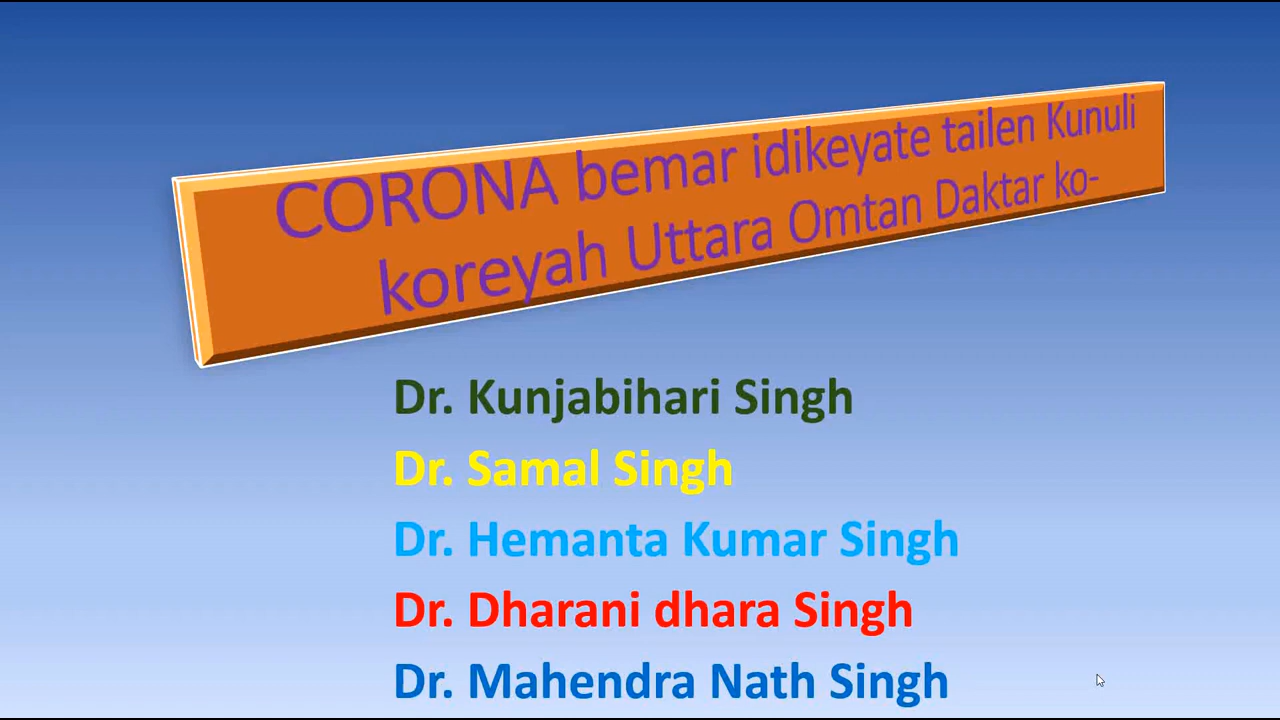 CORONA bemar idikeyate tailen Kunuli
koreyah Uttara Omtan Daktar ko-
Dr. Kunjabihari Singh
Dr. Samal Singh
Dr. Hemanta Kumar Singh
Dr. Dharani dhara Singh
Dr. Mahendra Nath Singh